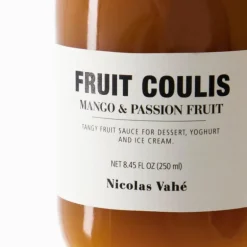 FRUIT COULIS
MANGO & PASSION FRUIT
TANGY FRUIT SAUCE FOR DESSERT, YOGHURT
AND ICE CREAM.
NET 8.45 FL OZ (250 ml)
Nicolas Vahé